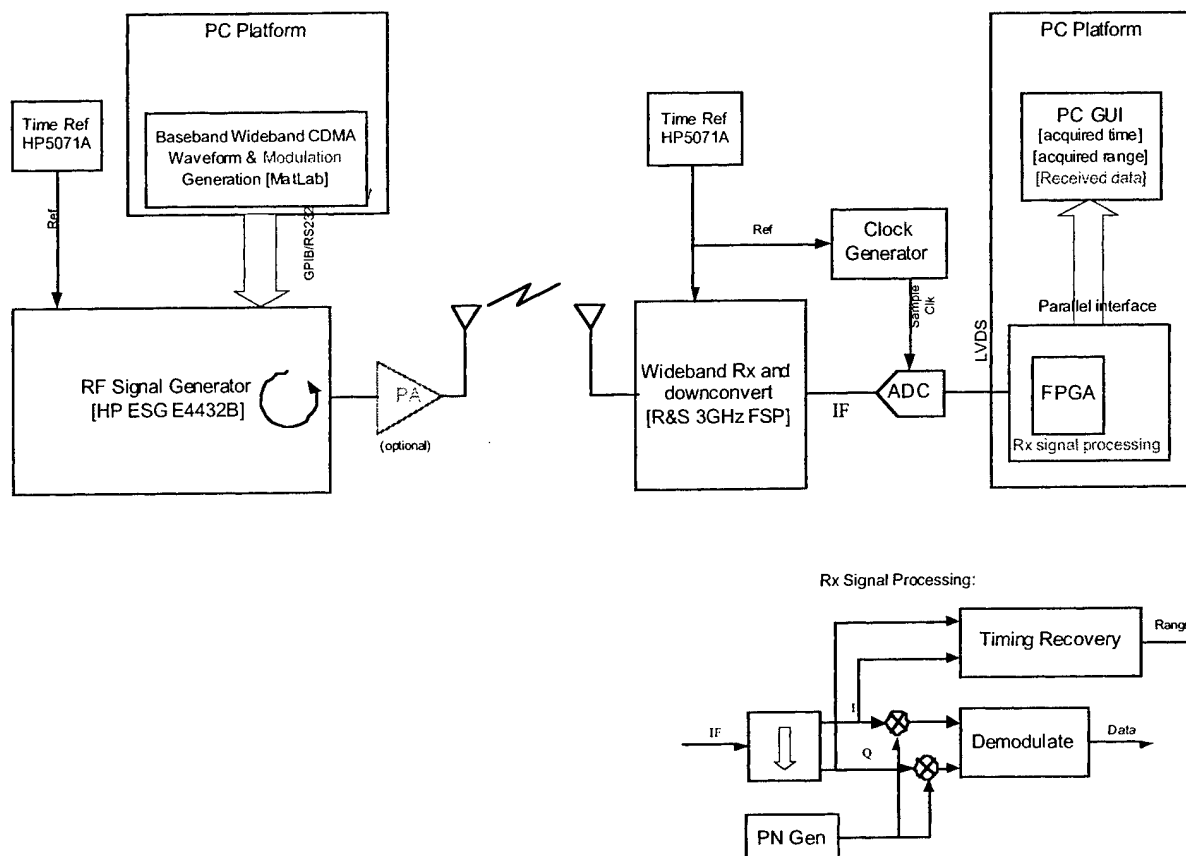 PC Platform
Time Ref
HP5071A
Baseband Wideband CDMA
Waveform & Modulation
Generation [MatLab]
Ref
GPIB/RS232
RF Signal Generator
[HP ESG E4432B]
PA
(optional)
Time Ref
HP5071A
Ref
Clock
Generator
Sample
Clk
Wideband Rx and
downconvert
[R&S 3GHz FSP]
IF
ADC
LVDS
PC Platform
PC GUI
[acquired time]
[acquired range]
[Received data]
Parallel interface
FPGA
Rx signal processing
Rx Signal Processing:
Timing Recovery
Range
IF
I
Q
Demodulate
Data
PN Gen